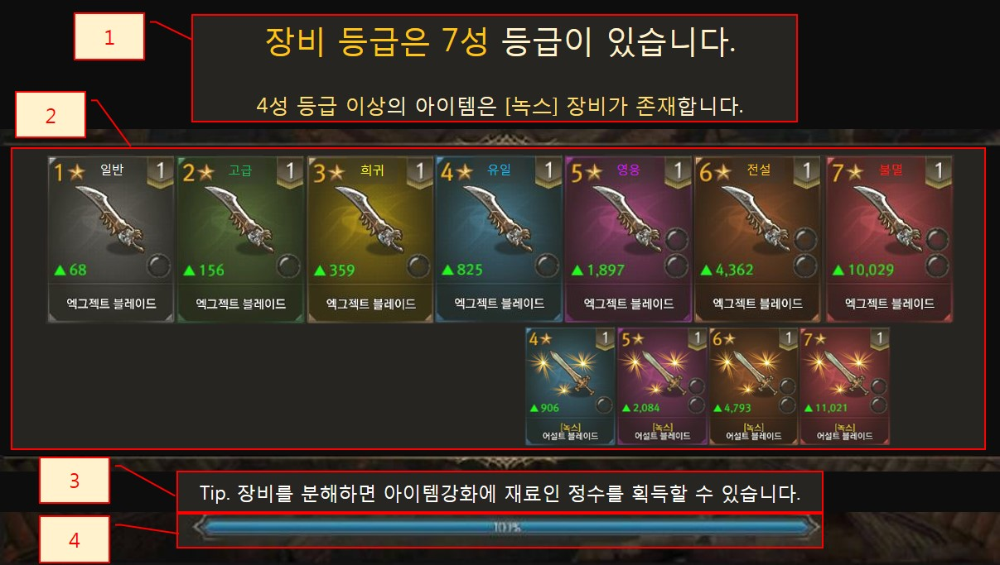 1
장비 등급은 7성 등급이 있습니다.
4성 등급 이상의 아이템은 [녹스] 장비가 존재합니다.
2
1★ 일반 1
▲68
엑그젝트 블레이드
2★ 고급 1
▲156
엑그젝트 블레이드
3★ 희귀 1
▲359
엑그젝트 블레이드
4★ 유일 1
▲825
엑그젝트 블레이드
5★ 영웅 1
▲1,897
엑그젝트 블레이드
6★ 전설 1
▲4,362
엑그젝트 블레이드
7★ 불멸 1
▲10,029
엑그젝트 블레이드
4★ 1
▲906
[녹스]
어설트 블레이드
5★ 1
▲2,084
[녹스]
어설트 블레이드
6★ 1
▲4,793
[녹스]
어설트 블레이드
7★ 1
▲11,021
[녹스]
어설트 블레이드
3
Tip. 장비를 분해하면 아이템강화에 재료인 정수를 획득할 수 있습니다.
4
100%